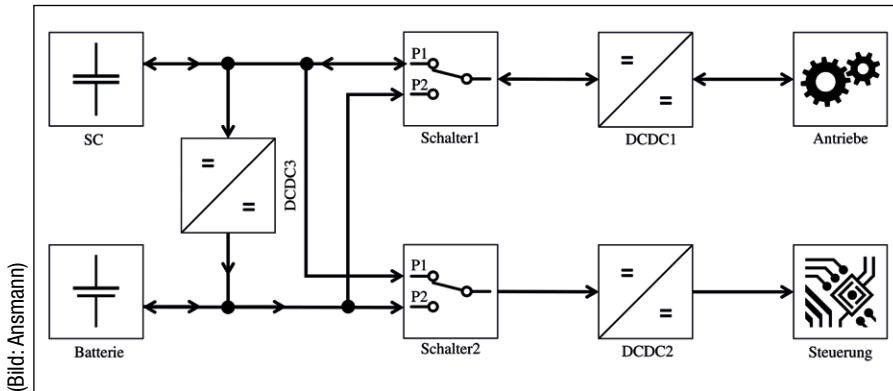 SC
DCDC3
P1
P2
Schalter1
DCDC1
Antriebe
Batterie
P1
P2
Schalter2
DCDC2
Steuerung
(Bild: Ansmann)